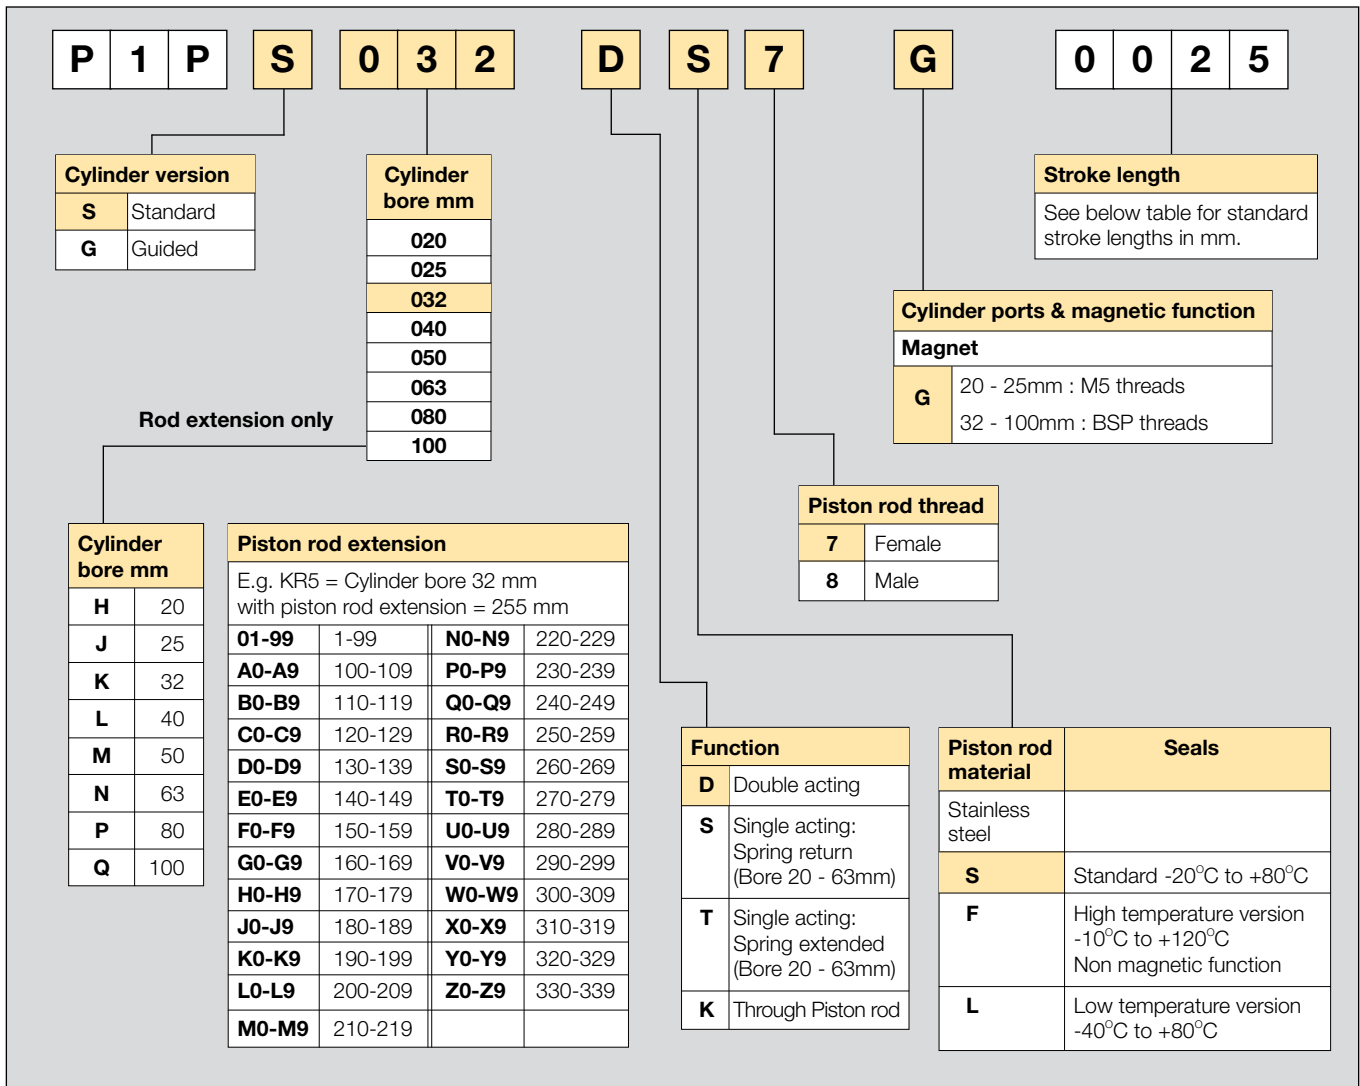 P 1 P S 0 3 2 D S 7 G 0 0 2 5
Cylinder version
S Standard
G Guided
Cylinder
bore mm
020
025
032
040
050
063
080
100
Rod extension only
Stroke length
See below table for standard
stroke lengths in mm.
Cylinder ports & magnetic function
Magnet
G 20 - 25mm : M5 threads
32 - 100mm : BSP threads
Piston rod thread
7 Female
8 Male
Cylinder
bore mm
H 20
J 25
K 32
L 40
M 50
N 63
P 80
Q 100
Piston rod extension
E.g. KR5 = Cylinder bore 32 mm
with piston rod extension = 255 mm
01-99 1-99 N0-N9 220-229
A0-A9 100-109 P0-P9 230-239
B0-B9 110-119 Q0-Q9 240-249
C0-C9 120-129 R0-R9 250-259
D0-D9 130-139 S0-S9 260-269
E0-E9 140-149 T0-T9 270-279
F0-F9 150-159 U0-U9 280-289
G0-G9 160-169 V0-V9 290-299
H0-H9 170-179 W0-W9 300-309
J0-J9 180-189 X0-X9 310-319
K0-K9 190-199 Y0-Y9 320-329
L0-L9 200-209 Z0-Z9 330-339
M0-M9 210-219
Function
D Double acting
S Single acting:
Spring return
(Bore 20 - 63mm)
T Single acting:
Spring extended
(Bore 20 - 63mm)
K Through Piston rod
Piston rod
material
Seals
Stainless
steel
S Standard -20°C to +80°C
F High temperature version
-10°C to +120°C
Non magnetic function
L Low temperature version
-40°C to +80°C